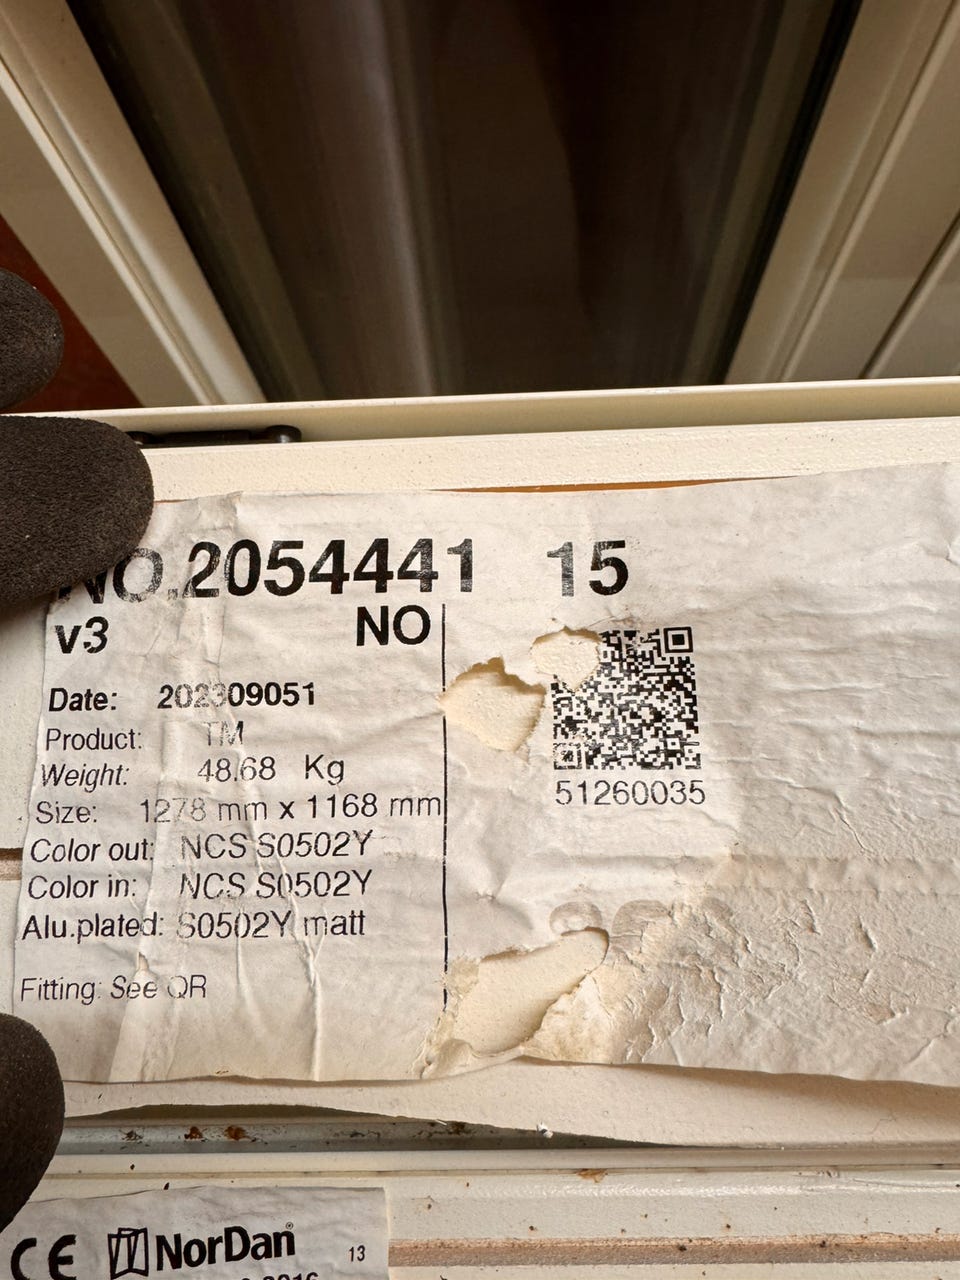 NO.2054441 15
v3 NO
Date: 202309051
Product: TM
Weight: 48.68 Kg
Size: 1278 mm x 1168 mm
Color out: NCS S0502Y
Color in: NCS S0502Y
Alu.plated: S0502Y matt
Fitting: See QR
51260035
CE NorDan® 13